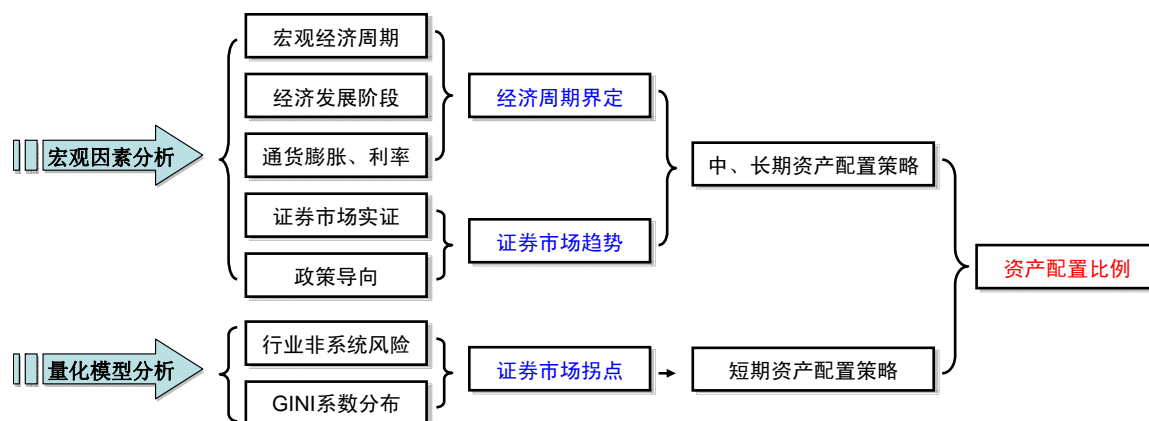 宏观因素分析
宏观经济周期
经济发展阶段
通货膨胀、利率
证券市场实证
政策导向
经济周期界定
证券市场趋势
中、长期资产配置策略
资产配置比例
量化模型分析
行业非系统风险
GINI系数分布
证券市场拐点
短期资产配置策略